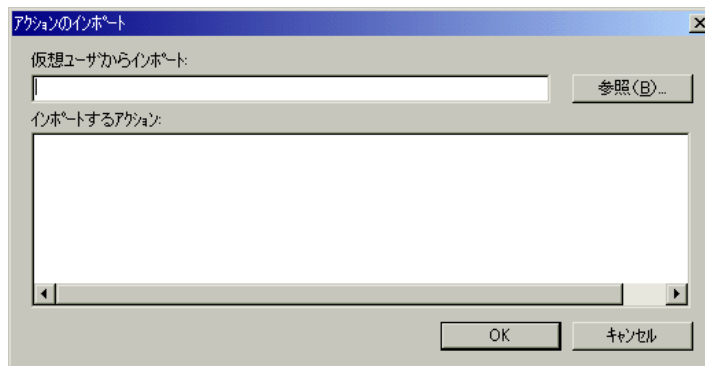 アクションのインポート
仮想ユーザからインポート:
参照(B)...
インポートするアクション:
OK
キャンセル